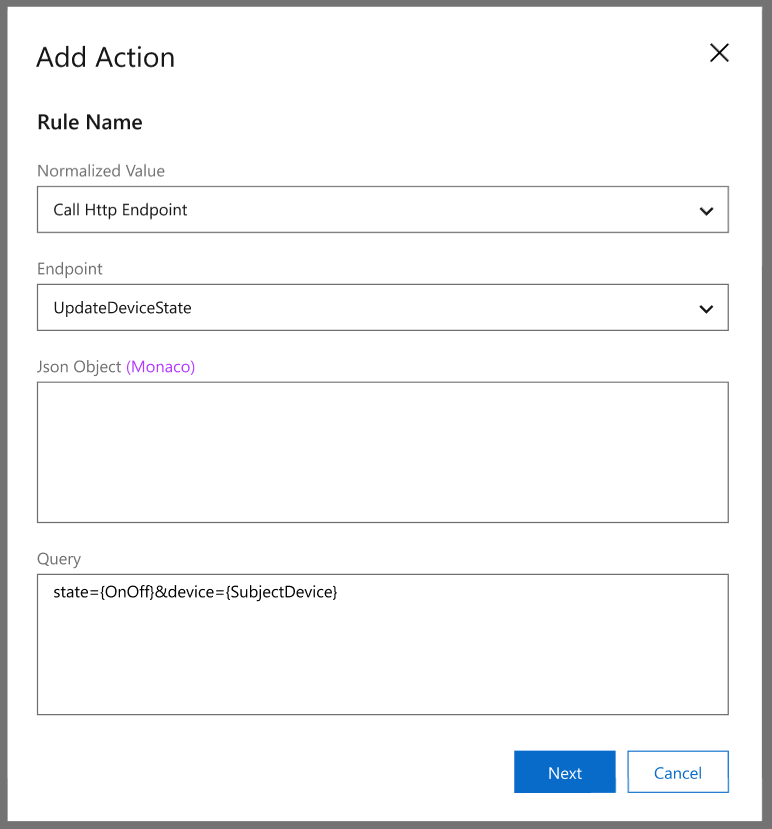 Add Action
Rule Name
Normalized Value
Call Http Endpoint
Endpoint
UpdateDeviceState
Json Object (Monaco)
Query
state={OnOff}&device={SubjectDevice}
Next
Cancel